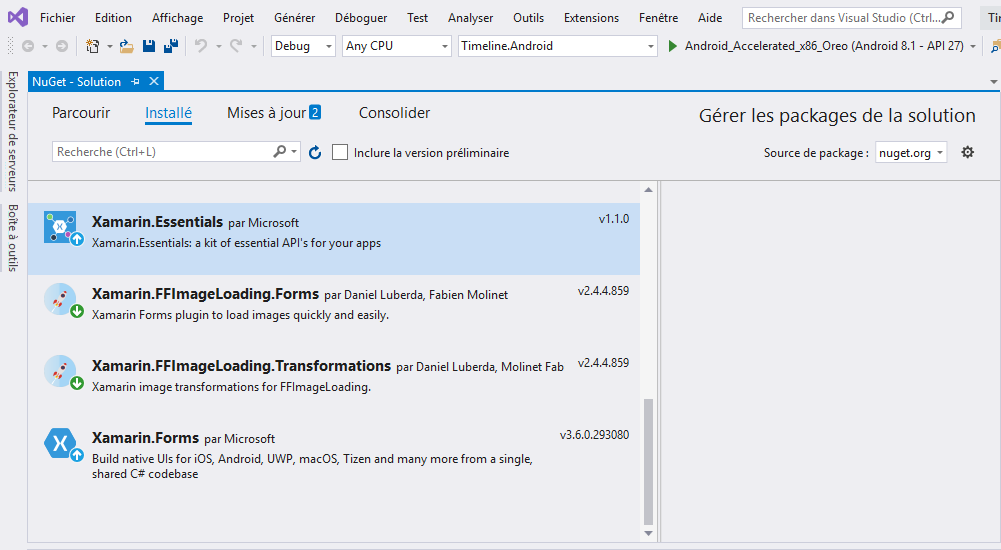 Fichier Edition Affichage Projet Générer Déboguer Test Analyser Outils Extensions Fenêtre Aide Rechercher dans Visual Studio (Ctrl... Tir
Debug Any CPU Timeline.Android Android_Accelerated_x86_Oreo (Android 8.1 - API 27)
Explorateur de serveurs
Boîte à outils
NuGet - Solution
Parcourir Installé Mises à jour 2 Consolider
Gérer les packages de la solution
Recherche (Ctrl+L) Inclure la version préliminaire Source de package : nuget.org
Xamarin.Essentials par Microsoft v1.1.0
Xamarin.Essentials: a kit of essential API's for your apps
Xamarin.FFImageLoading.Forms par Daniel Luberda, Fabien Molinet v2.4.4.859
Xamarin Forms plugin to load images quickly and easily.
Xamarin.FFImageLoading.Transformations par Daniel Luberda, Molinet Fab v2.4.4.859
Xamarin image transformations for FFImageLoading.
Xamarin.Forms par Microsoft v3.6.0.293080
Build native UIs for iOS, Android, UWP, macOS, Tizen and many more from a single,
shared C# codebase